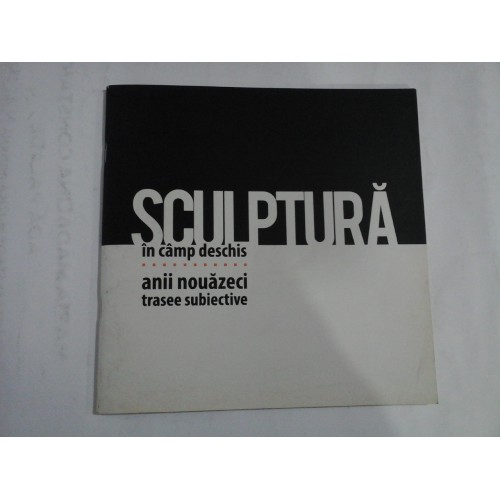 SCULPTURĂ
în câmp deschis
anii nouăzeci
trasee subiective